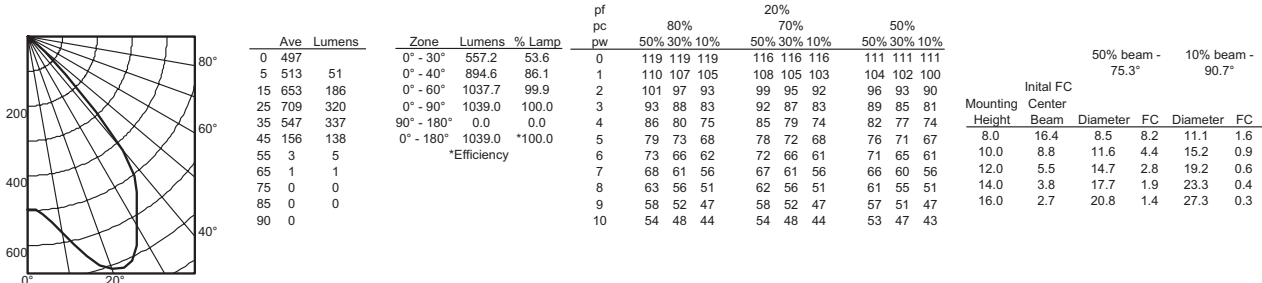 200
400
600
0°
20°
40°
60°
80°
Ave Lumens
0 497
5 513 51
15 653 186
25 709 320
35 547 337
45 156 138
55 3 5
65 1 1
75 0 0
85 0 0
90 0
Zone Lumens % Lamp
0° - 30° 557.2 53.6
0° - 40° 894.6 86.1
0° - 60° 1037.7 99.9
0° - 90° 1039.0 100.0
90° - 180° 0.0 0.0
0° - 180° 1039.0 *100.0
*Efficiency
pf 20%
pc 80% 70% 50%
pw 50% 30% 10% 50% 30% 10% 50% 30% 10%
0 119 119 119 116 116 116 111 111 111
1 110 107 105 108 105 103 104 102 100
2 101 97 93 99 95 92 96 93 90
3 93 88 83 92 87 83 89 85 81
4 86 80 75 85 79 74 82 77 74
5 79 73 68 78 72 68 76 71 67
6 73 66 62 72 66 61 71 65 61
7 68 61 56 67 61 56 66 60 56
8 63 56 51 62 56 51 61 55 51
9 58 52 47 58 52 47 57 51 47
10 54 48 44 54 48 44 53 47 43
50% beam - 10% beam -
75.3° 90.7°
Inital FC
Mounting Center
Height Beam Diameter FC Diameter FC
8.0 16.4 8.5 8.2 11.1 1.6
10.0 8.8 11.6 4.4 15.2 0.9
12.0 5.5 14.7 2.8 19.2 0.6
14.0 3.8 17.7 1.9 23.3 0.4
16.0 2.7 20.8 1.4 27.3 0.3